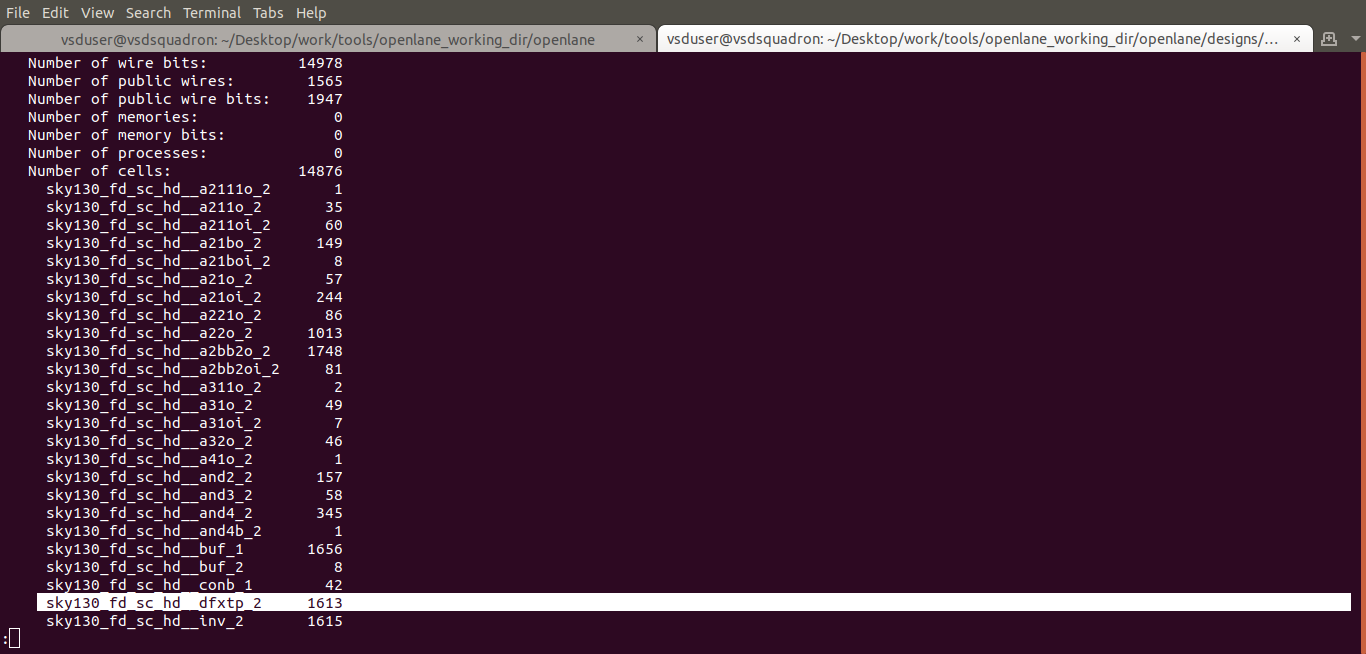 File Edit View Search Terminal Tabs Help
vsduser@vsdsquadron: ~/Desktop/work/tools/openlane_working_dir/openlane × vsduser@vsdsquadron: ~/Desktop/work/tools/openlane_working_dir/openlane/designs/... ×
Number of wire bits: 14978
Number of public wires: 1565
Number of public wire bits: 1947
Number of memories: 0
Number of memory bits: 0
Number of processes: 0
Number of cells: 14876
sky130_fd_sc_hd__a2111o_2 1
sky130_fd_sc_hd__a211o_2 35
sky130_fd_sc_hd__a211oi_2 60
sky130_fd_sc_hd__a21bo_2 149
sky130_fd_sc_hd__a21boi_2 8
sky130_fd_sc_hd__a21o_2 57
sky130_fd_sc_hd__a21oi_2 244
sky130_fd_sc_hd__a221o_2 86
sky130_fd_sc_hd__a22o_2 1013
sky130_fd_sc_hd__a2bb2o_2 1748
sky130_fd_sc_hd__a2bb2oi_2 81
sky130_fd_sc_hd__a311o_2 2
sky130_fd_sc_hd__a31o_2 49
sky130_fd_sc_hd__a31oi_2 7
sky130_fd_sc_hd__a32o_2 46
sky130_fd_sc_hd__a41o_2 1
sky130_fd_sc_hd__and2_2 157
sky130_fd_sc_hd__and3_2 58
sky130_fd_sc_hd__and4_2 345
sky130_fd_sc_hd__and4b_2 1
sky130_fd_sc_hd__buf_1 1656
sky130_fd_sc_hd__buf_2 8
sky130_fd_sc_hd__conb_1 42
sky130_fd_sc_hd__dfxtp_2 1613
sky130_fd_sc_hd__inv_2 1615
: